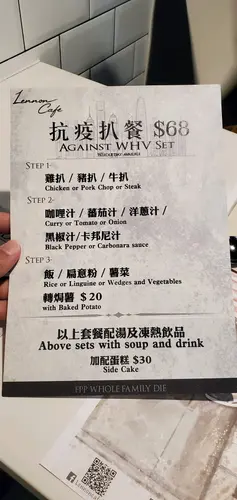 Lennon
Cafe
抗疫扒餐 $68
AGAINST WHV SET
STEP 1-
雞扒 / 豬扒 / 牛扒
Chicken or Pork Chop or Steak
STEP 2-
咖哩汁 / 蕃茄汁 / 洋蔥汁 /
Curry or Tomato or Onion
黑椒汁/卡邦尼汁
Black Pepper or Carbonara sauce
STEP 3-
飯 / 扁意粉 / 薯菜
Rice or Linguine or Wedges and Vegetables
轉焗薯 $20
with Baked Potato
以上套餐配湯及凍熱飲品
Above sets with soup and drink
加配蛋糕 $30
Side Cake
FPP WHOLE FAMILY DIE